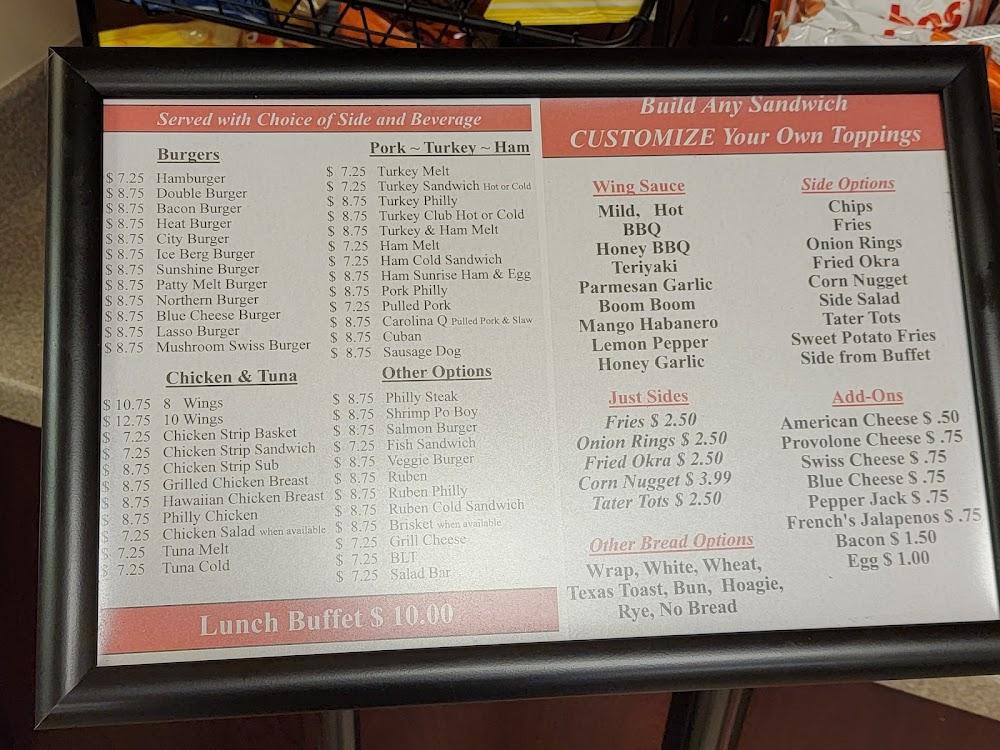 Served with Choice of Side and Beverage
Burgers
$ 7.25 Hamburger
$ 8.75 Double Burger
$ 8.75 Bacon Burger
$ 8.75 Heat Burger
$ 8.75 City Burger
$ 8.75 Ice Berg Burger
$ 8.75 Sunshine Burger
$ 8.75 Patty Melt Burger
$ 8.75 Northern Burger
$ 8.75 Blue Cheese Burger
$ 8.75 Lasso Burger
$ 8.75 Mushroom Swiss Burger
Chicken & Tuna
$ 10.75 8 Wings
$ 12.75 10 Wings
$ 7.25 Chicken Strip Basket
$ 7.25 Chicken Strip Sandwich
$ 8.75 Chicken Strip Sub
$ 8.75 Grilled Chicken Breast
$ 8.75 Hawaiian Chicken Breast
$ 8.75 Philly Chicken
$ 7.25 Chicken Salad when available
$ 7.25 Tuna Melt
$ 7.25 Tuna Cold
Pork ~ Turkey ~ Ham
$ 7.25 Turkey Melt
$ 7.25 Turkey Sandwich Hot or Cold
$ 8.75 Turkey Philly
$ 8.75 Turkey Club Hot or Cold
$ 8.75 Turkey & Ham Melt
$ 7.25 Ham Melt
$ 7.25 Ham Cold Sandwich
$ 8.75 Ham Sunrise Ham & Egg
$ 8.75 Pork Philly
$ 7.25 Pulled Pork
$ 8.75 Carolina Q Pulled Pork & Slaw
$ 8.75 Cuban
$ 8.75 Sausage Dog
Other Options
$ 8.75 Philly Steak
$ 8.75 Shrimp Po Boy
$ 8.75 Salmon Burger
$ 7.25 Fish Sandwich
$ 8.75 Veggie Burger
$ 8.75 Ruben
$ 8.75 Ruben Philly
$ 8.75 Ruben Cold Sandwich
$ 8.75 Brisket when available
$ 7.25 Grill Cheese
$ 7.25 BLT
$ 7.25 Salad Bar
Lunch Buffet $ 10.00
Build Any Sandwich
CUSTOMIZE Your Own Toppings
Wing Sauce
Mild, Hot
BBQ
Honey BBQ
Teriyaki
Parmesan Garlic
Boom Boom
Mango Habanero
Lemon Pepper
Honey Garlic
Just Sides
Fries $ 2.50
Onion Rings $ 2.50
Fried Okra $ 2.50
Corn Nugget $ 3.99
Tater Tots $ 2.50
Other Bread Options
Wrap, White, Wheat,
Texas Toast, Bun, Hoagie,
Rye, No Bread
Side Options
Chips
Fries
Onion Rings
Fried Okra
Corn Nugget
Side Salad
Tater Tots
Sweet Potato Fries
Side from Buffet
Add-Ons
American Cheese $ .50
Provolone Cheese $ .75
Swiss Cheese $ .75
Blue Cheese $ .75
Pepper Jack $ .75
French's Jalapenos $ .75
Bacon $ 1.50
Egg $ 1.00